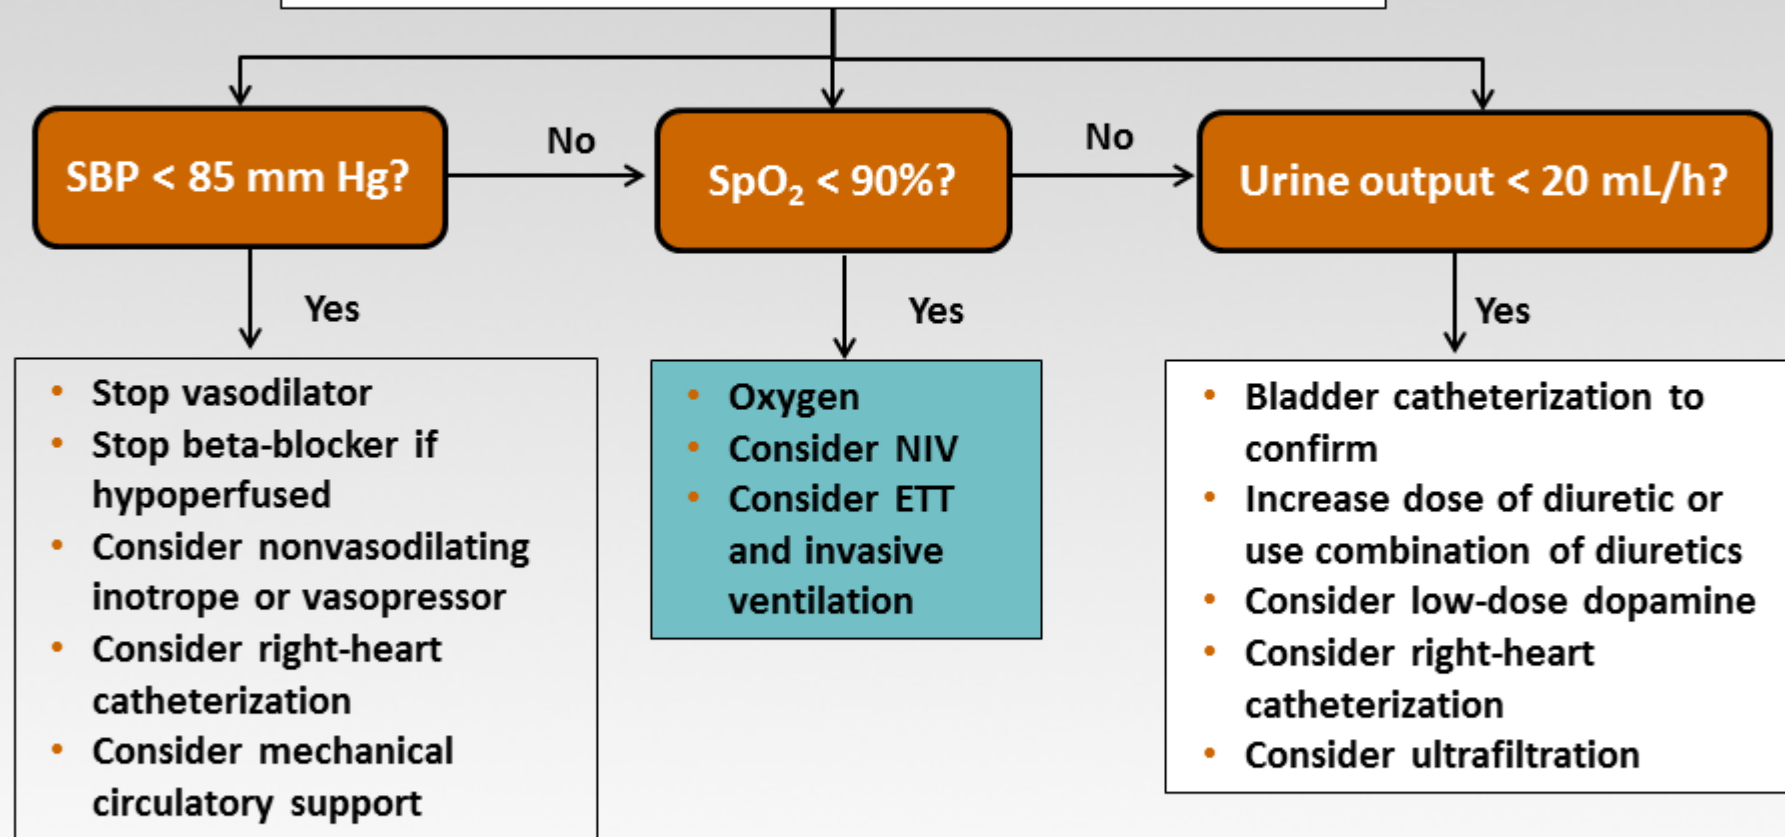 SBP < 85 mm Hg?
No
SpO₂ < 90%?
No
Urine output < 20 mL/h?
Yes
Yes
Yes
• Stop vasodilator
• Stop beta-blocker if
hypoperfused
• Consider nonvasodilating
inotrope or vasopressor
• Consider right-heart
catheterization
• Consider mechanical
circulatory support
• Oxygen
• Consider NIV
• Consider ETT
and invasive
ventilation
• Bladder catheterization to
confirm
• Increase dose of diuretic or
use combination of diuretics
• Consider low-dose dopamine
• Consider right-heart
catheterization
• Consider ultrafiltration